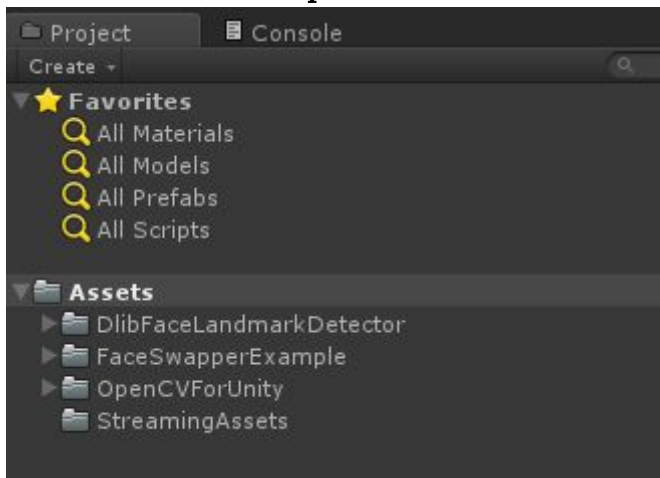 Project Console
Create
Favorites
All Materials
All Models
All Prefabs
All Scripts
Assets
DlibFaceLandmarkDetector
FaceSwapperExample
OpenCVForUnity
StreamingAssets